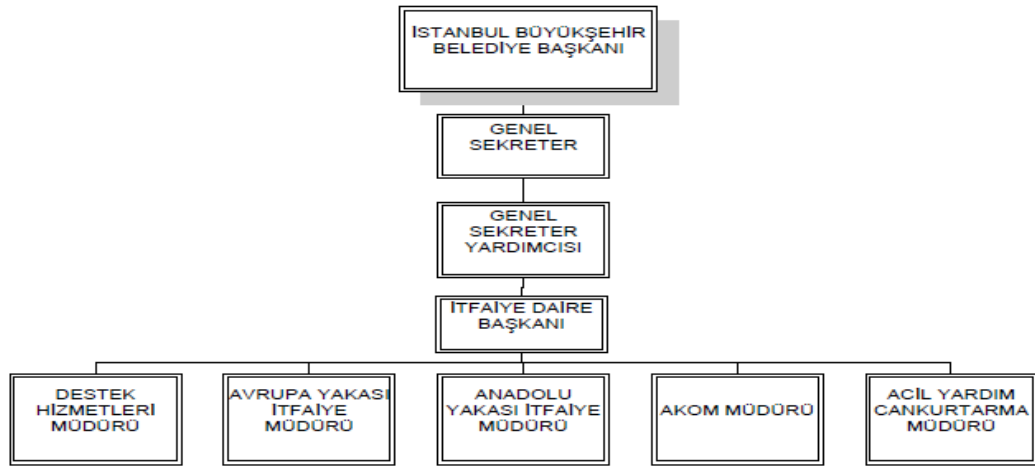 İSTANBUL BÜYÜKŞEHİR
BELEDİYE BAŞKANI
GENEL
SEKRETER
GENEL
SEKRETER
YARDIMCISI
İTFAİYE DAİRE
BAŞKANI
DESTEK
HİZMETLERİ
MÜDÜRÜ
AVRUPA YAKASI
İTFAİYE
MÜDÜRÜ
ANADOLU
YAKASI İTFAİYE
MÜDÜRÜ
AKOM MÜDÜRÜ
ACİL YARDIM
CANKURTARMA
MÜDÜRÜ